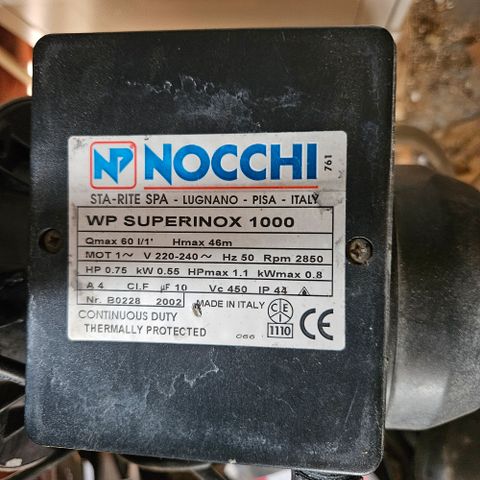 NP NOCCHI
761
STA-RITE SPA - LUGNANO - PISA - ITALY
WP SUPERINOX 1000
Qmax 60 l/1' Hmax 46m
MOT 1~ V 220-240~ Hz 50 Rpm 2850
HP 0.75 kW 0.55 HPmax 1.1 kWmax 0.8
A 4 Cl.F µF 10 Vc 450 IP 44
Nr. B0228 2002 MADE IN ITALY
CONTINUOUS DUTY
THERMALLY PROTECTED
066
CEI
1110
CE